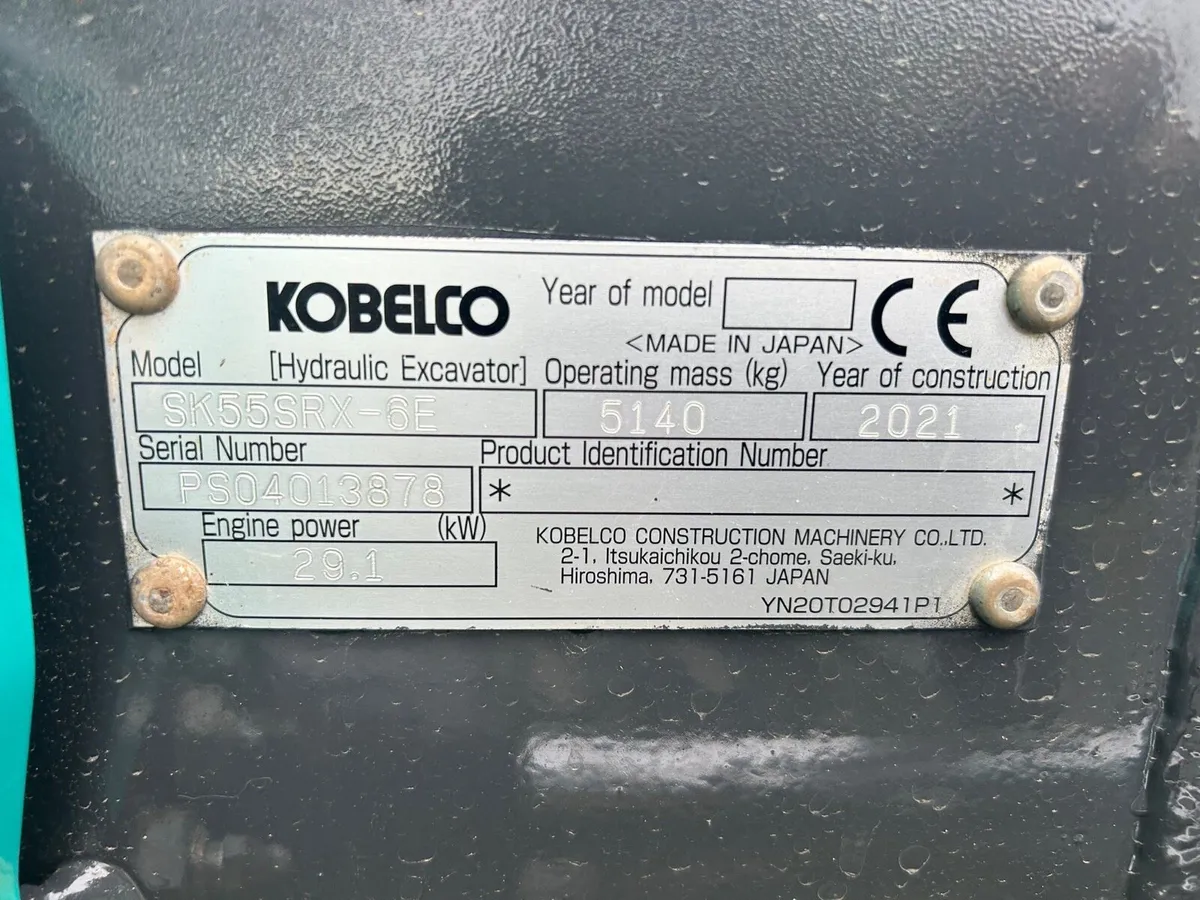 KOBELCO
Year of model
CE
<MADE IN JAPAN>
Model [Hydraulic Excavator] Operating mass (kg) Year of construction
SK55SRX-6E 5140 2021
Serial Number Product Identification Number
PS04013878 * *
Engine power (kW)
29.1
KOBELCO CONSTRUCTION MACHINERY CO.,LTD.
2-1, Itsukaichikou 2-chome, Saeki-ku,
Hiroshima, 731-5161 JAPAN
YN20T02941P1